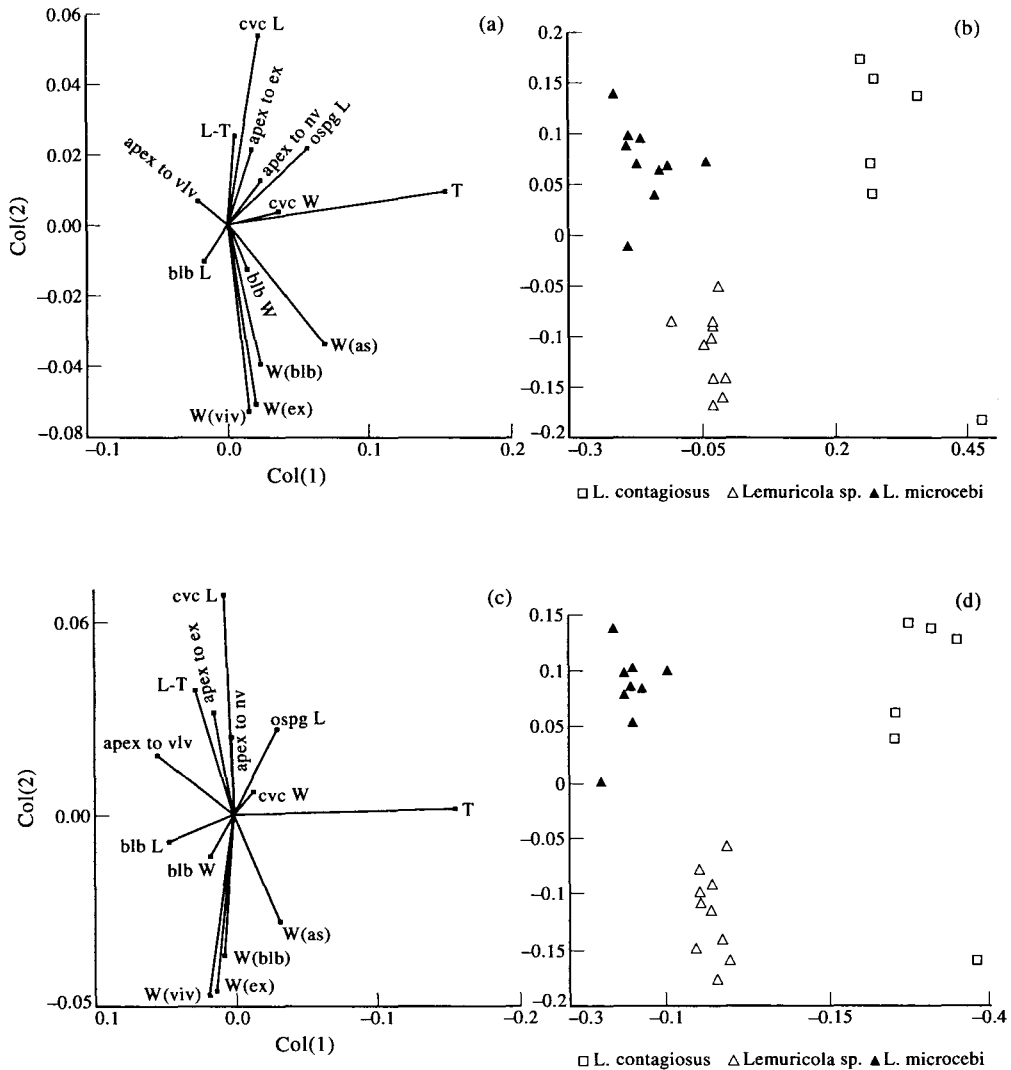 (a)
0.06
0.04
0.02
0.00
−0.02
−0.04
−0.06
−0.08
Col(2)
cvc L
apex to ex
L-T
apex to nv
ospg L
apex to vlv
T
cvc W
blb L
blb W
W(as)
W(blb)
W(ex)
W(viv)
−0.1
0.0
0.1
0.2
Col(1)
(b)
0.2
0.15
0.1
0.05
0
−0.05
−0.1
−0.15
−0.2
−0.3
−0.05
0.2
0.45
□ L. contagiosus △ Lemuricola sp. ▲ L. microcebi
(c)
0.06
0.00
−0.05
Col(2)
cvc L
apex to ex
L-T
apex to nv
ospg L
apex to vlv
cvc W
T
blb L
blb W
W(as)
W(blb)
W(ex)
W(viv)
0.1
0.0
−0.1
−0.2
Col(1)
(d)
0.15
0.1
0.05
0
−0.05
−0.1
−0.15
−0.2
−0.3
−0.1
−0.15
−0.4
□ L. contagiosus △ Lemuricola sp. ▲ L. microcebi